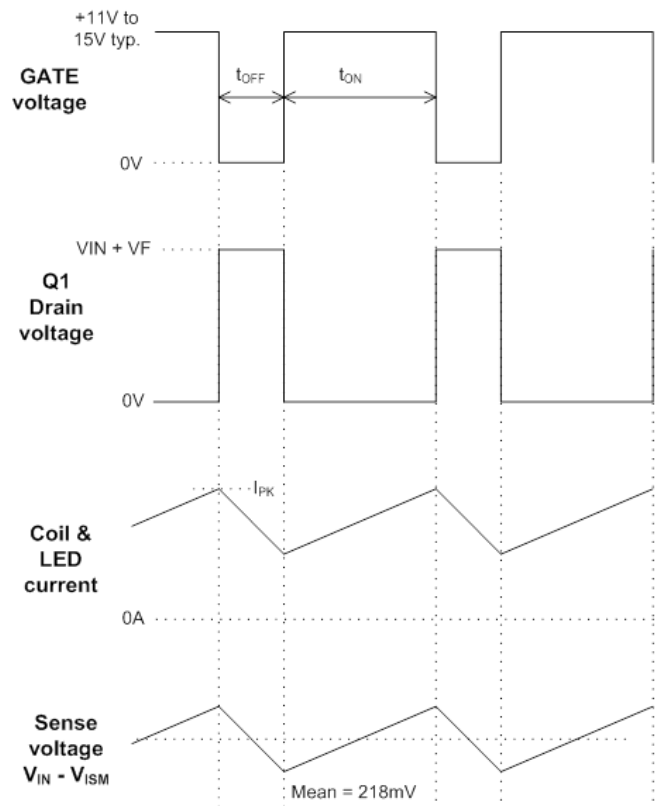 +11V to
15V typ.
GATE
voltage
tOFF
tON
0V
VIN + VF
Q1
Drain
voltage
0V
IPK
Coil &
LED
current
0A
Sense
voltage
VIN - VISM
Mean = 218mV